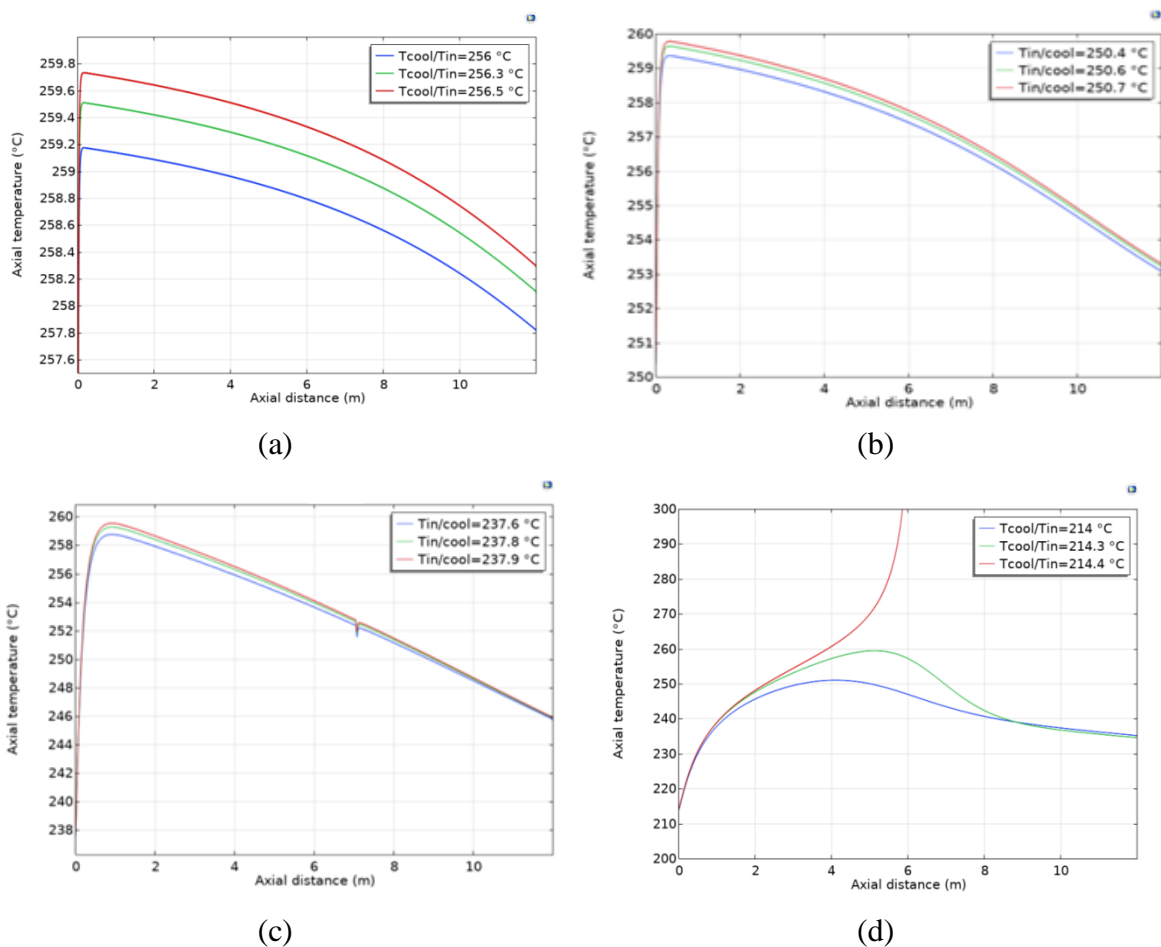 Axial temperature (°C)
259.8
259.6
259.4
259.2
259
258.8
258.6
258.4
258.2
258
257.8
257.6
0
2
4
6
8
10
Axial distance (m)
Tcool/Tin=256 °C
Tcool/Tin=256.3 °C
Tcool/Tin=256.5 °C
(a)
Axial temperature (°C)
260
259
258
257
256
255
254
253
252
251
250
0
2
4
6
8
10
Axial distance (m)
Tin/cool=250.4 °C
Tin/cool=250.6 °C
Tin/cool=250.7 °C
(b)
Axial temperature (°C)
260
258
256
254
252
250
248
246
244
242
240
238
0
2
4
6
8
10
Axial distance (m)
Tin/cool=237.6 °C
Tin/cool=237.8 °C
Tin/cool=237.9 °C
(c)
Axial temperature (°C)
300
290
280
270
260
250
240
230
220
210
200
0
2
4
6
8
10
Axial distance (m)
Tcool/Tin=214 °C
Tcool/Tin=214.3 °C
Tcool/Tin=214.4 °C
(d)